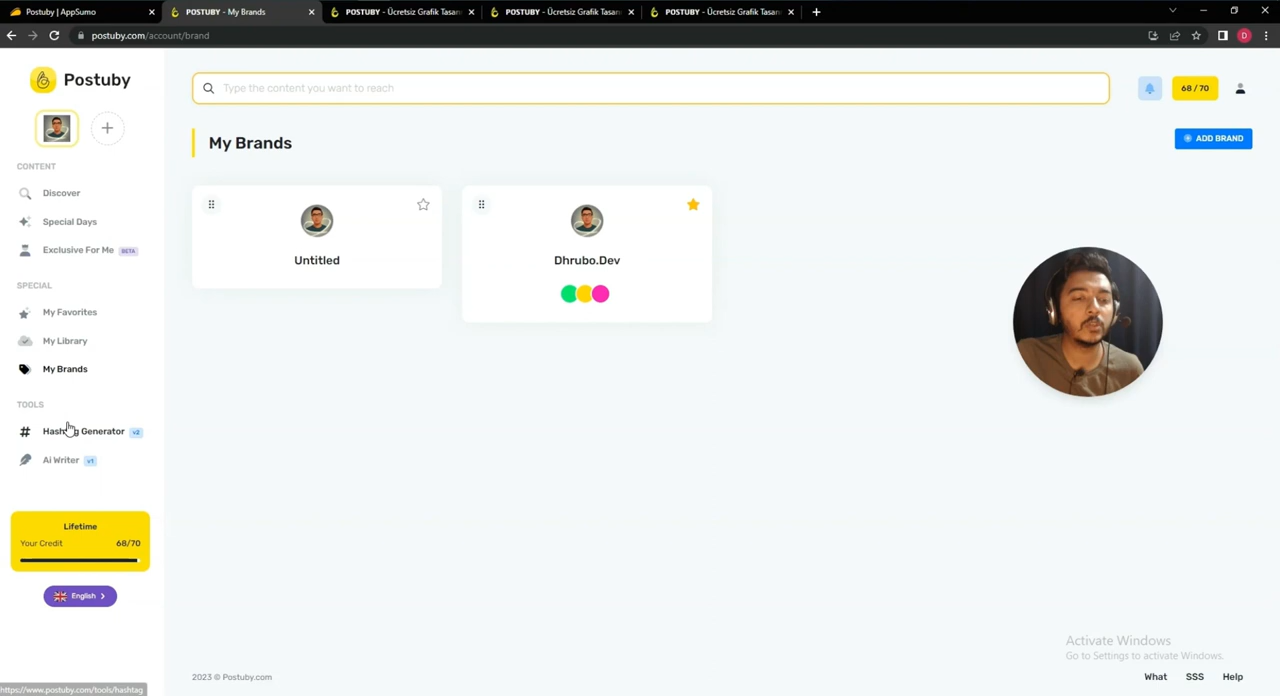 Postuby | AppSumo
POSTUBY - My Brands
POSTUBY - Ücretsiz Grafik Tasarı
POSTUBY - Ücretsiz Grafik Tasarı
POSTUBY - Ücretsiz Grafik Tasarı
postuby.com/account/brand
D
Postuby
Type the content you want to reach
68 / 70
My Brands
ADD BRAND
CONTENT
Discover
Special Days
Exclusive For Me BETA
SPECIAL
My Favorites
My Library
My Brands
TOOLS
Hashtag Generator v2
Ai Writer v1
Untitled
Dhrubo.Dev
Lifetime
Your Credit 68/70
English
Activate Windows
Go to Settings to activate Windows.
2023 © Postuby.com
What SSS Help
https://www.postuby.com/tools/hashtag